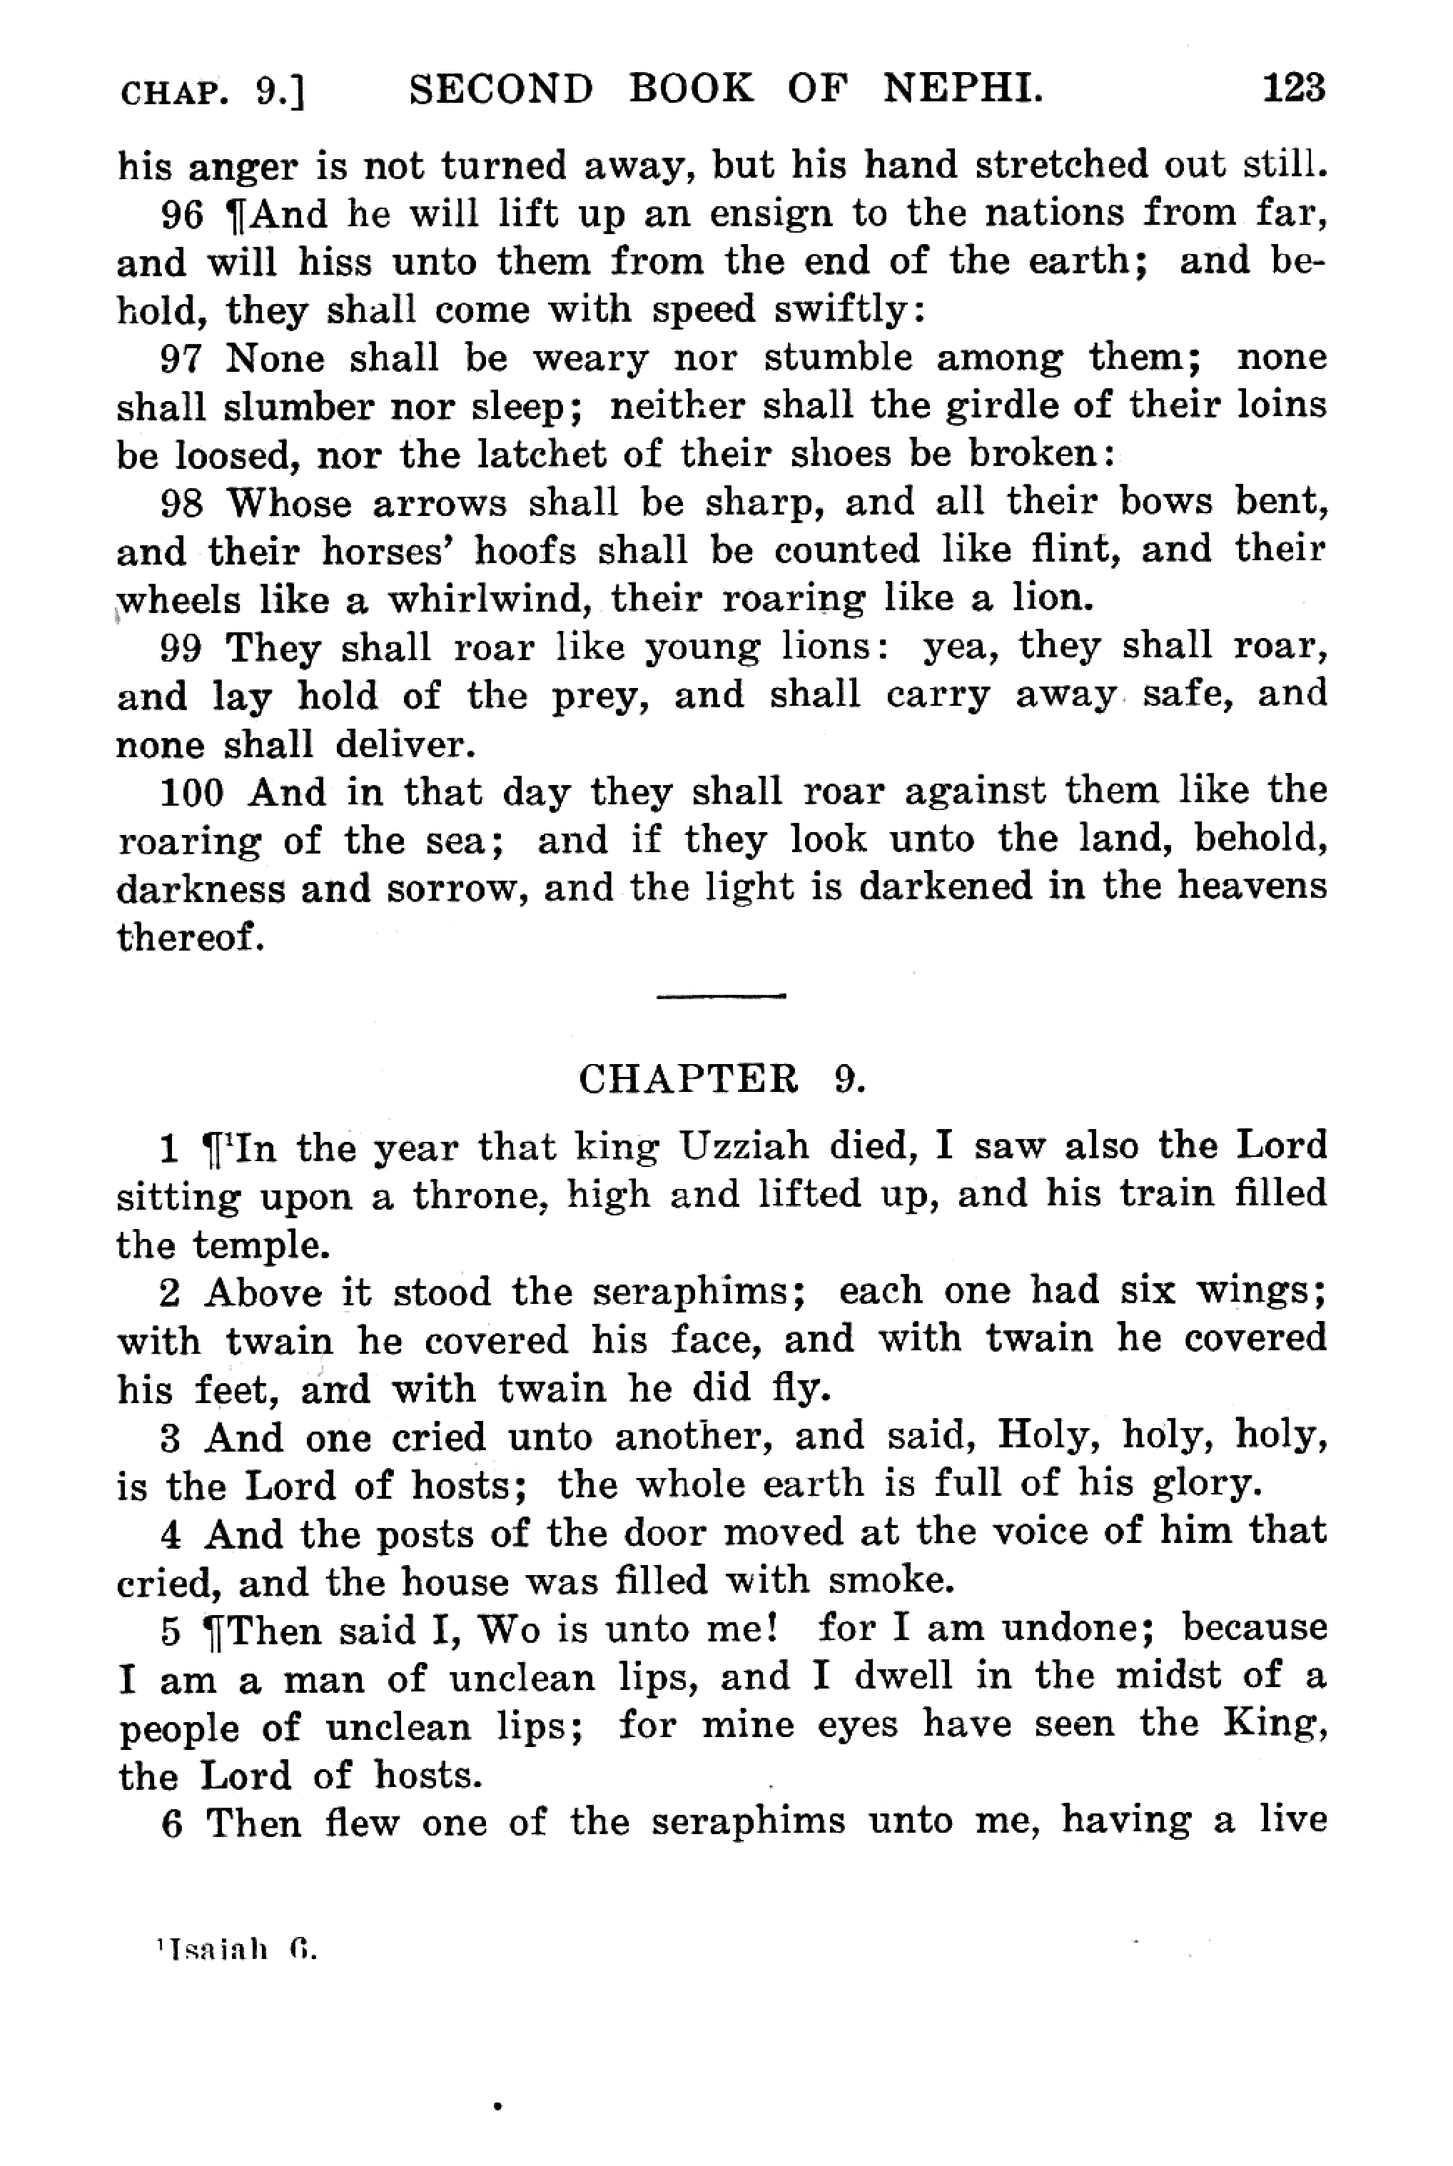 CHAP. 9.] SECOND BOOK OF NEPHI. 123
his anger is not turned away, but his hand stretched out still.
96 ¶And he will lift up an ensign to the nations from far,
and will hiss unto them from the end of the earth; and be-
hold, they shall come with speed swiftly:
97 None shall be weary nor stumble among them; none
shall slumber nor sleep; neither shall the girdle of their loins
be loosed, nor the latchet of their shoes be broken:
98 Whose arrows shall be sharp, and all their bows bent,
and their horses' hoofs shall be counted like flint, and their
wheels like a whirlwind, their roaring like a lion.
99 They shall roar like young lions: yea, they shall roar,
and lay hold of the prey, and shall carry away safe, and
none shall deliver.
100 And in that day they shall roar against them like the
roaring of the sea; and if they look unto the land, behold,
darkness and sorrow, and the light is darkened in the heavens
thereof.
CHAPTER 9.
1 ¶¹In the year that king Uzziah died, I saw also the Lord
sitting upon a throne, high and lifted up, and his train filled
the temple.
2 Above it stood the seraphims; each one had six wings;
with twain he covered his face, and with twain he covered
his feet, and with twain he did fly.
3 And one cried unto another, and said, Holy, holy, holy,
is the Lord of hosts; the whole earth is full of his glory.
4 And the posts of the door moved at the voice of him that
cried, and the house was filled with smoke.
5 ¶Then said I, Wo is unto me! for I am undone; because
I am a man of unclean lips, and I dwell in the midst of a
people of unclean lips; for mine eyes have seen the King,
the Lord of hosts.
6 Then flew one of the seraphims unto me, having a live
¹Isaiah 6.